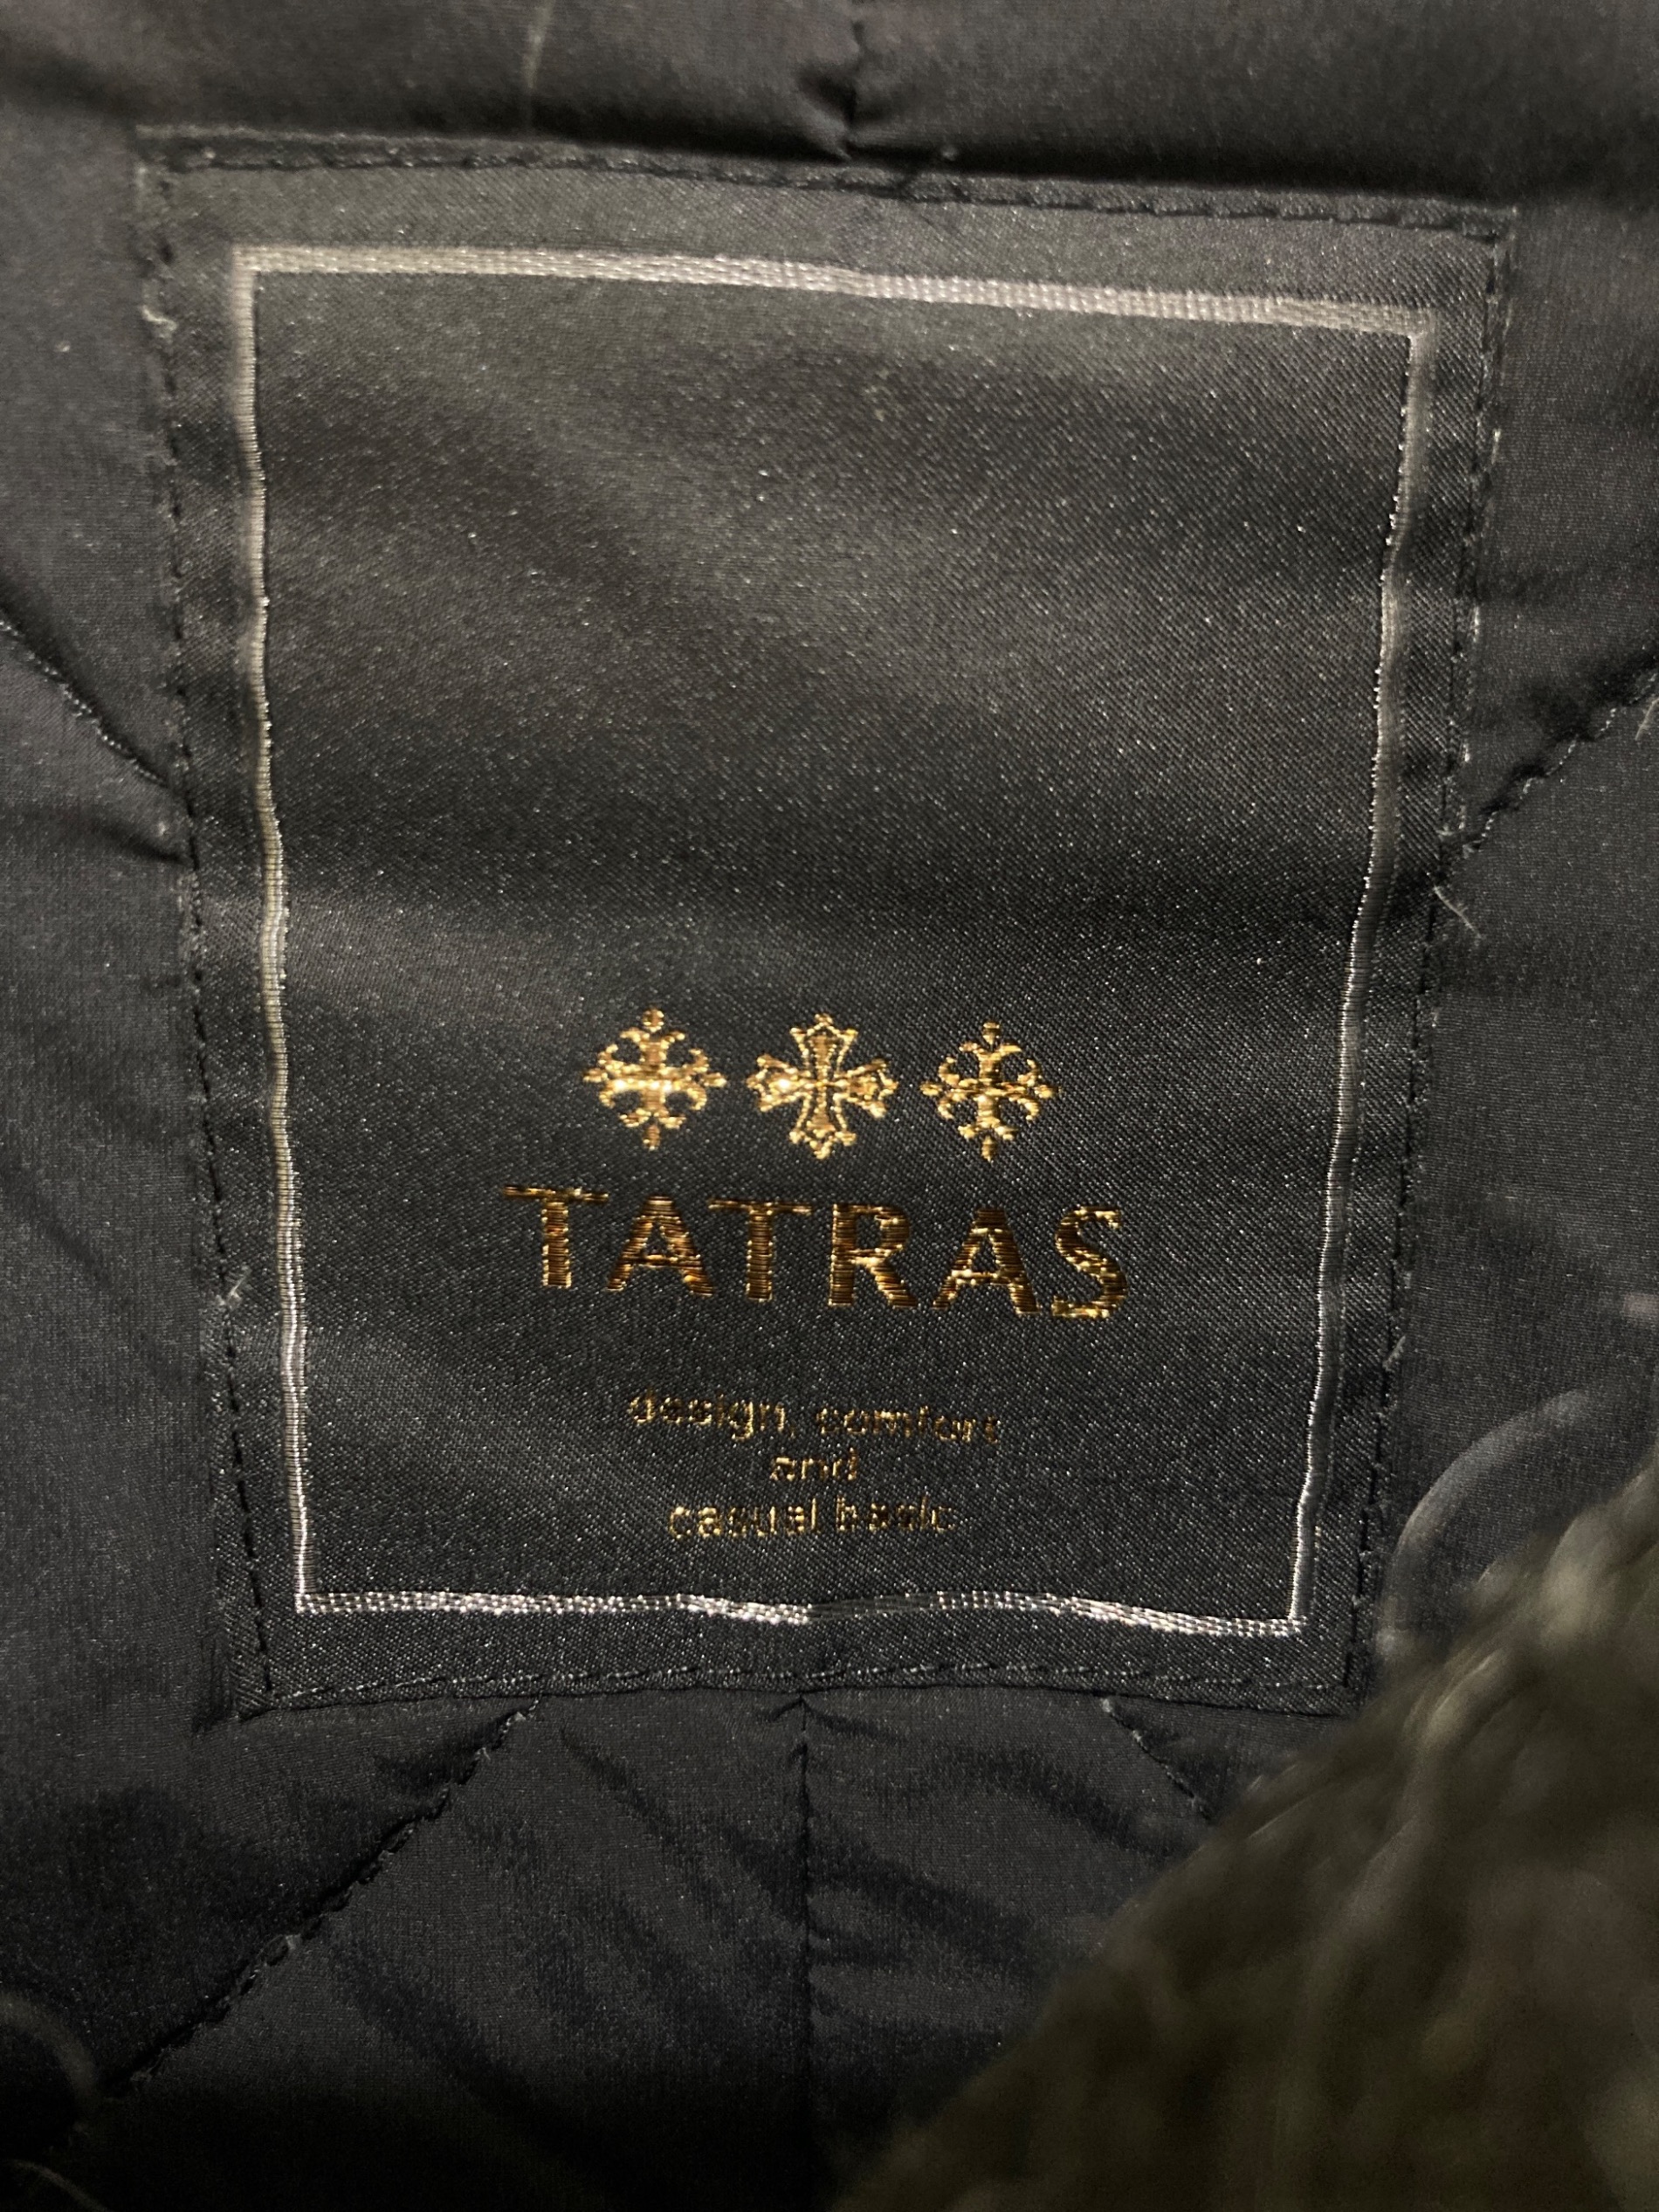 TATRAS
design, comfort
and
casual basic